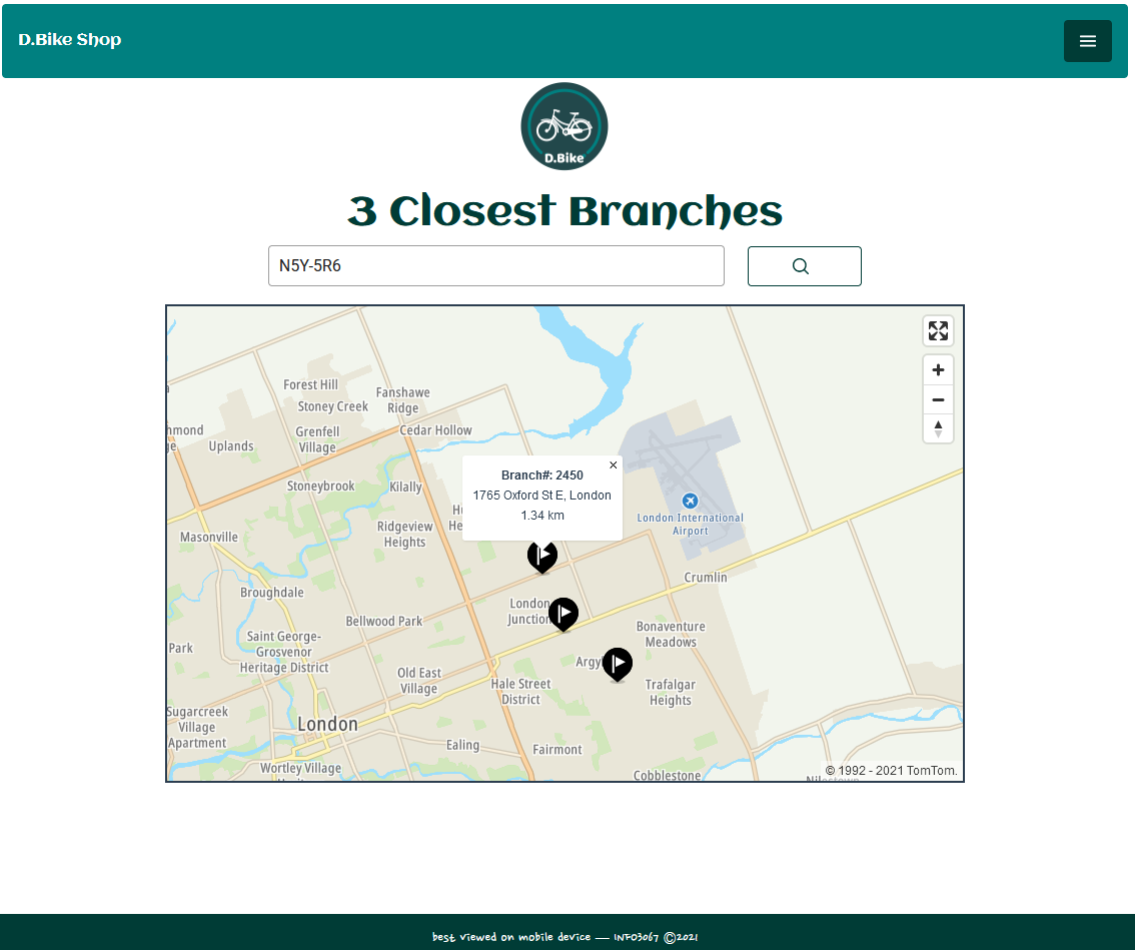 D.Bike Shop
D.Bike
3 Closest Branches
N5Y-5R6
Forest Hill
Stoney Creek
Fanshawe
Ridge
Grenfell
Village
Cedar Hollow
Uplands
Stoneybrook
Kilally
Branch#: 2450
×
1765 Oxford St E, London
1.34 km
London International
Airport
Masonville
Ridgeview
Heights
Crumlin
Broughdale
London
Junction
Bellwood Park
Bonaventure
Meadows
Park
Saint George-
Grosvenor
Heritage District
Old East
Village
Hale Street
District
Trafalgar
Heights
Sugarcreek
Village
Apartment
London
Ealing
Fairmont
Wortley Village
Cobblestone
© 1992 - 2021 TomTom.
best viewed on mobile device — INFO3067 ©2021